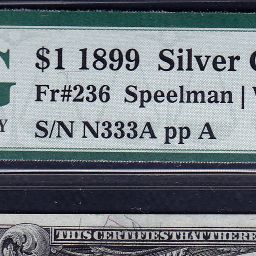 $1 1899 Silver C
Fr#236 Speelman |
S/N N333A pp A
THIS CERTIFIES THAT THERE